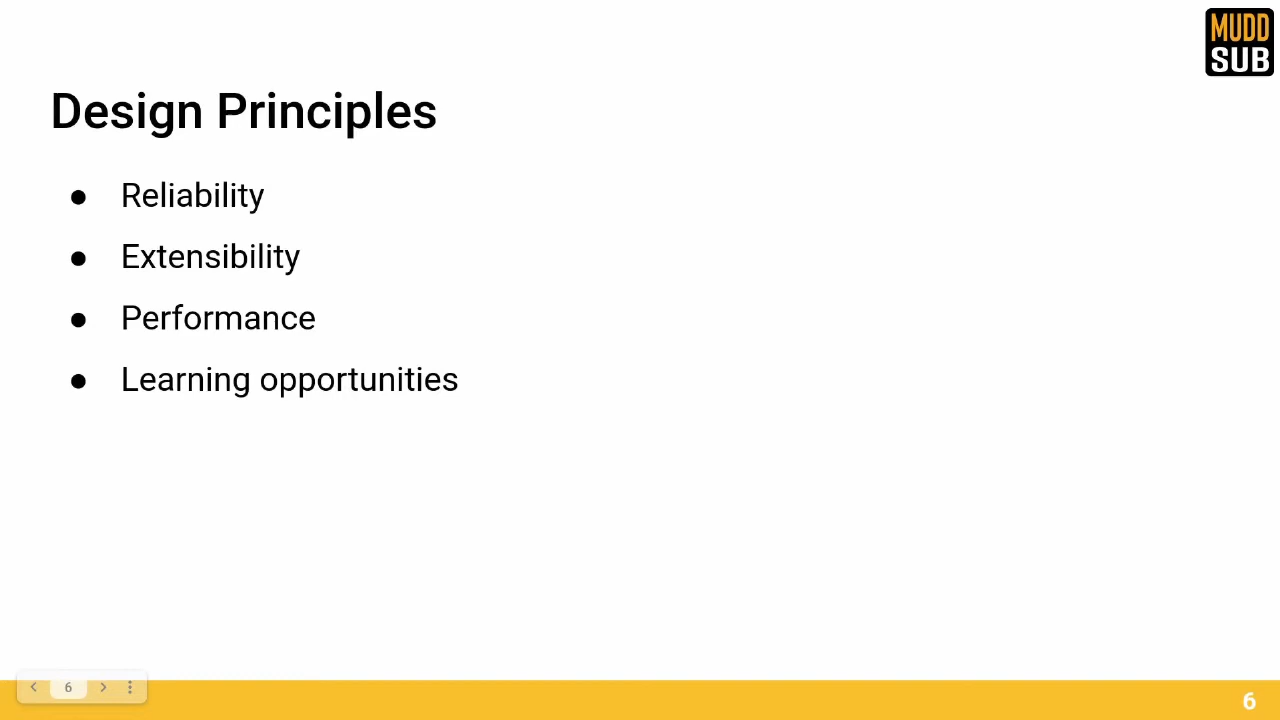 MUDD
SUB
Design Principles
● Reliability
● Extensibility
● Performance
● Learning opportunities
6
6